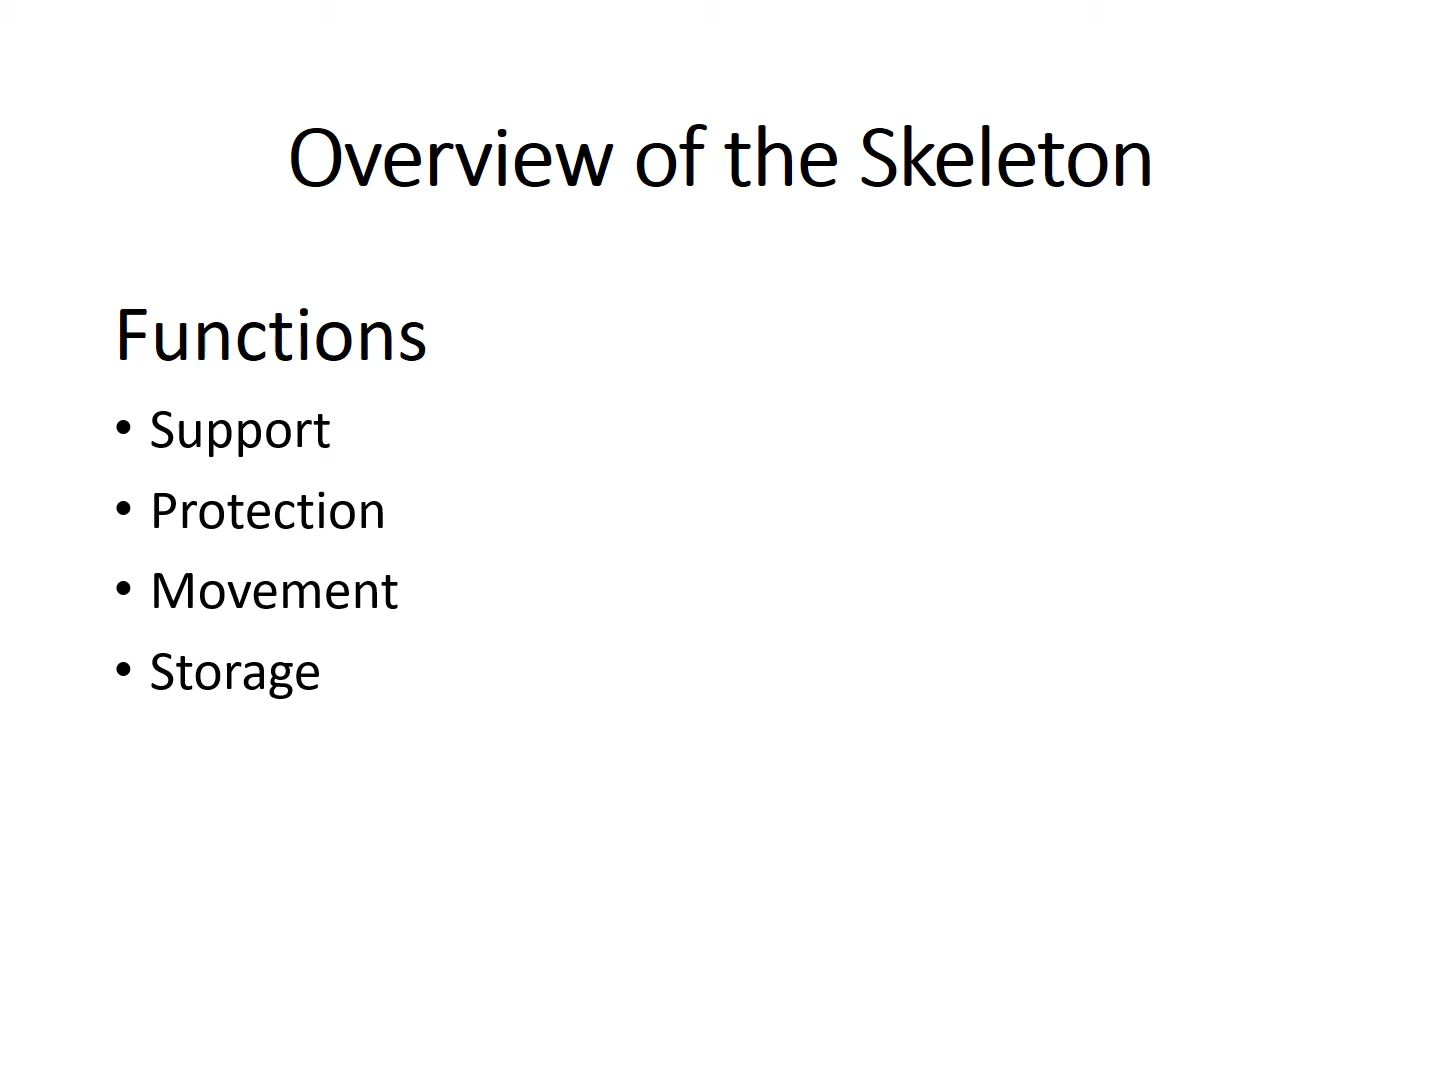 Overview of the Skeleton
Functions
• Support
• Protection
• Movement
• Storage